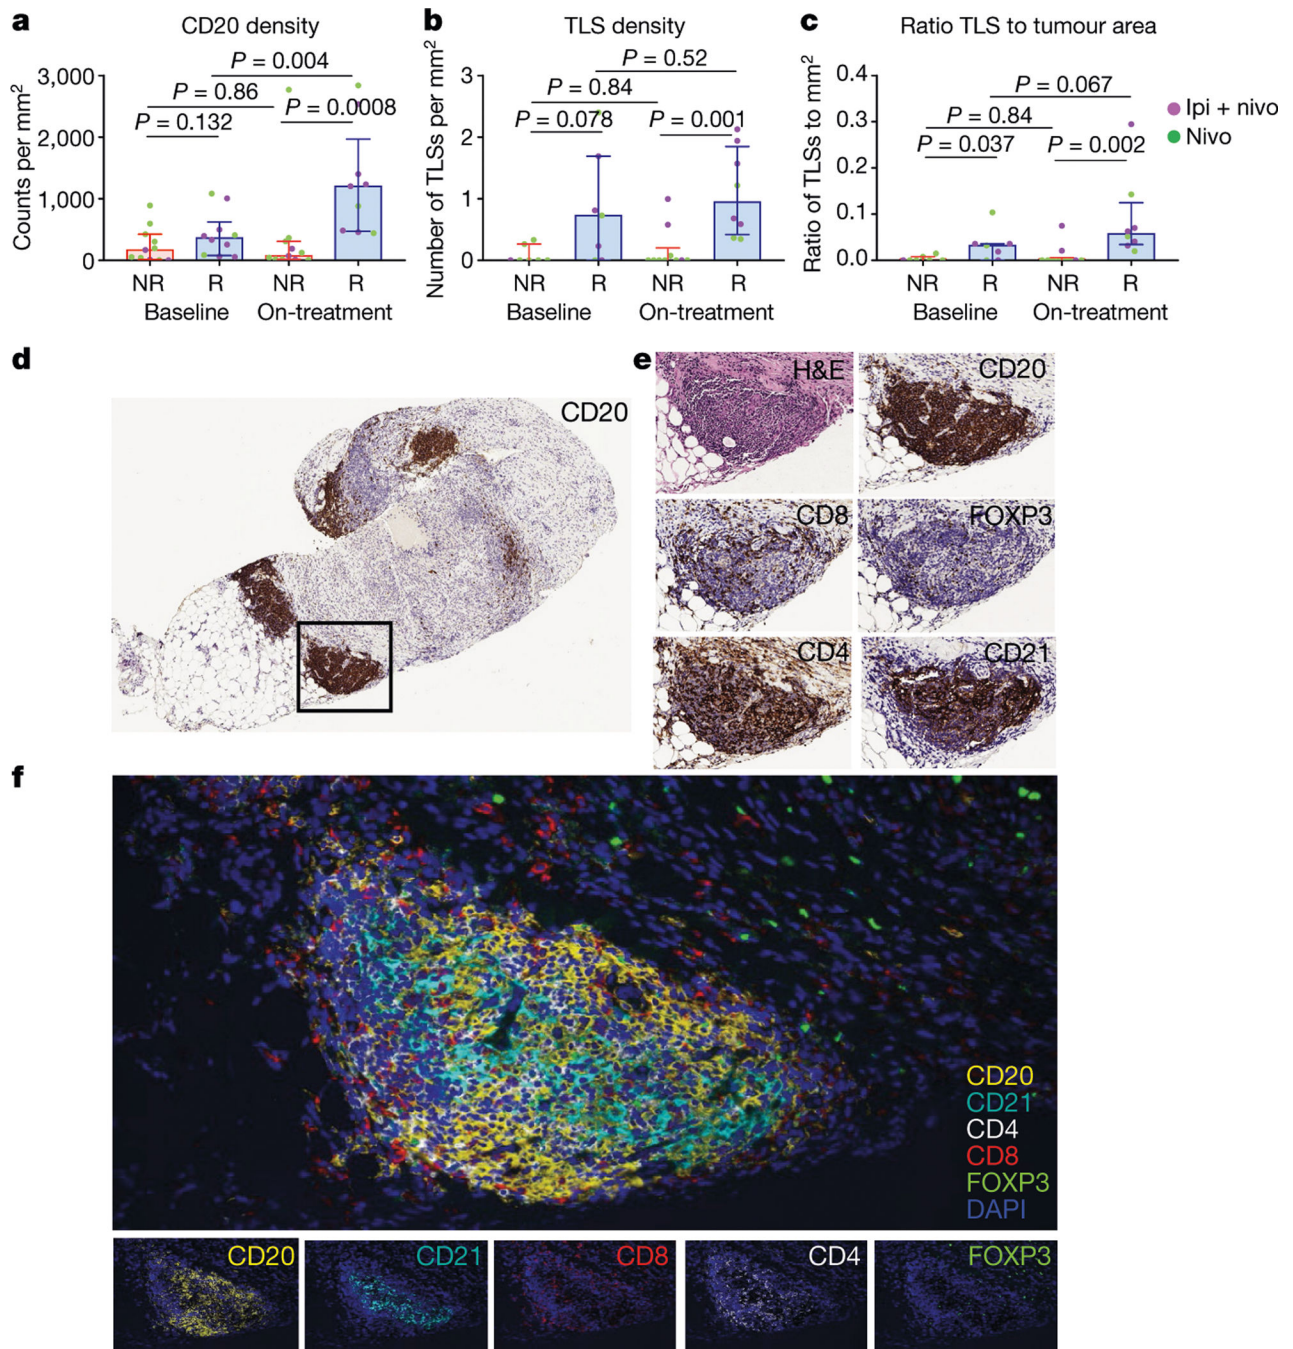 a
CD20 density
Counts per mm²
3,000
2,000
1,000
0
P = 0.004
P = 0.86
P = 0.0008
P = 0.132
NR
R
NR
R
Baseline
On-treatment
b
TLS density
Number of TLSs per mm²
3
2
1
0
P = 0.52
P = 0.84
P = 0.078
P = 0.001
NR
R
NR
R
Baseline
On-treatment
c
Ratio TLS to tumour area
Ratio of TLSs to mm²
0.4
0.3
0.2
0.1
0.0
P = 0.067
P = 0.84
P = 0.037
P = 0.002
NR
R
NR
R
Baseline
On-treatment
Ipi + nivo
Nivo
d
CD20
e
H&E
CD20
CD8
FOXP3
CD4
CD21
f
CD20
CD21
CD4
CD8
FOXP3
DAPI
CD20
CD21
CD8
CD4
FOXP3